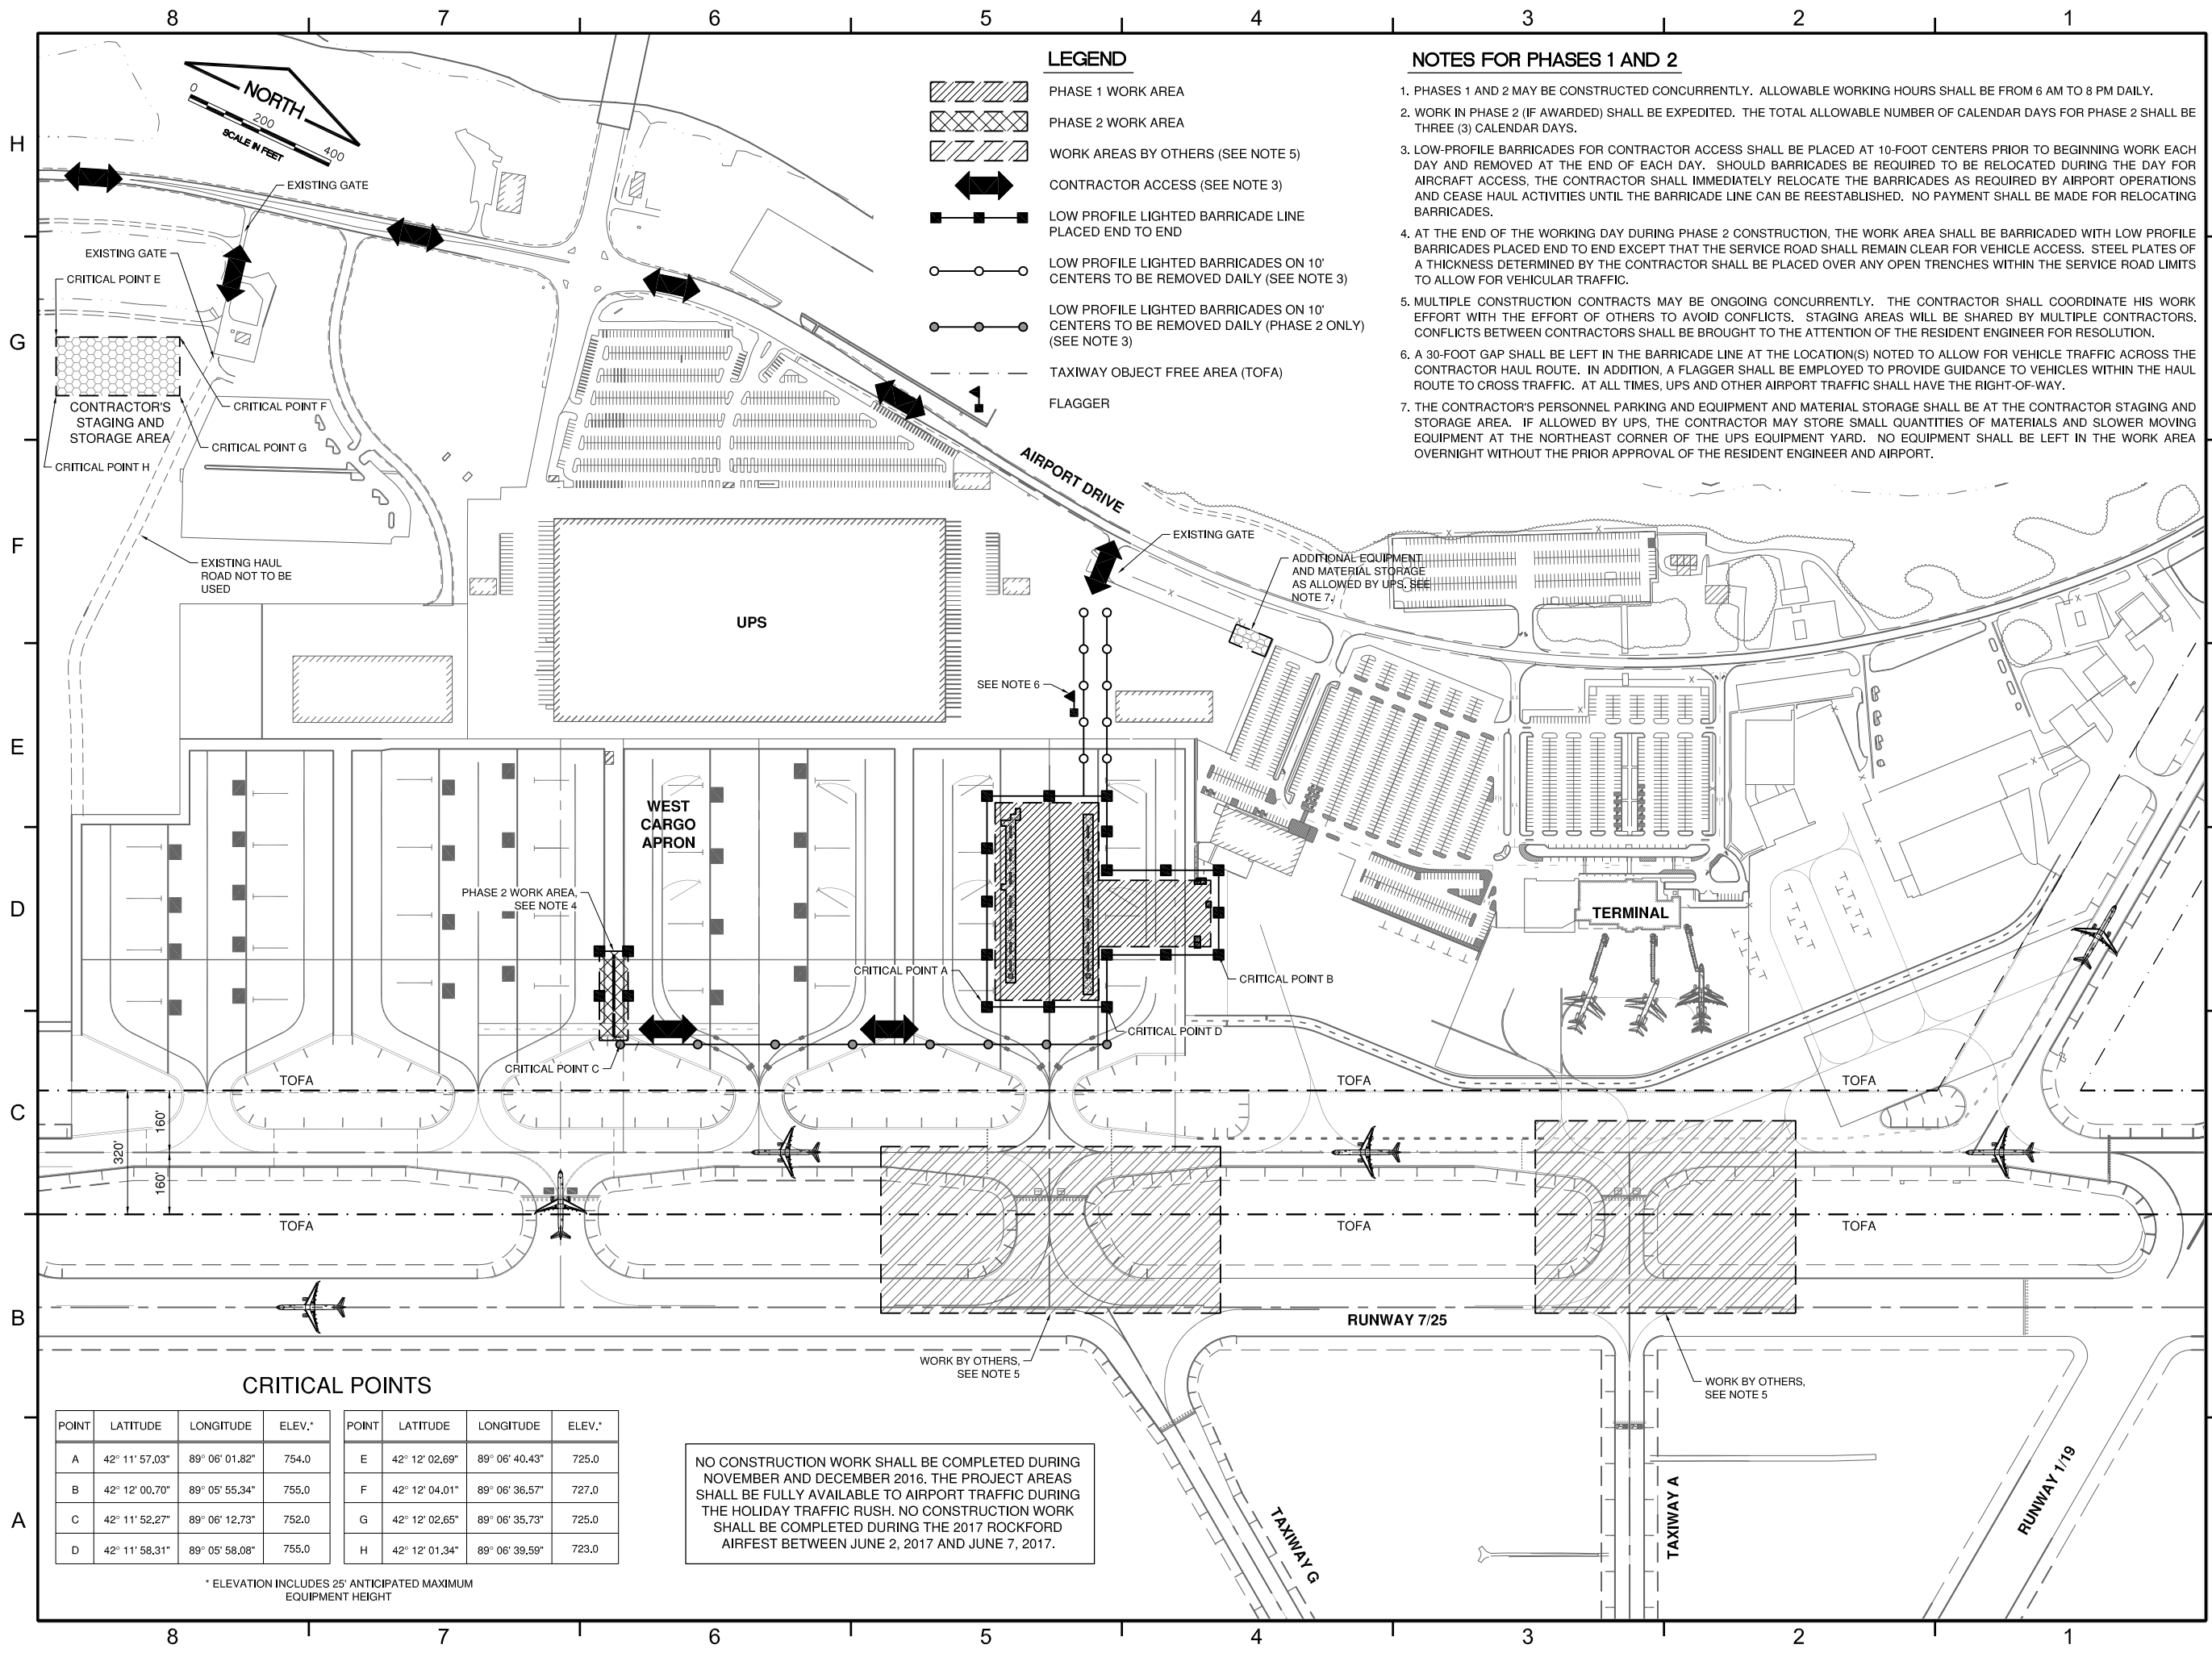 8 7 6 5 4 3 2 1
H
G
F
E
D
C
B
A
NORTH
0 200 400
SCALE IN FEET
LEGEND
PHASE 1 WORK AREA
PHASE 2 WORK AREA
WORK AREAS BY OTHERS (SEE NOTE 5)
CONTRACTOR ACCESS (SEE NOTE 3)
LOW PROFILE LIGHTED BARRICADE LINE
PLACED END TO END
LOW PROFILE LIGHTED BARRICADES ON 10'
CENTERS TO BE REMOVED DAILY (SEE NOTE 3)
LOW PROFILE LIGHTED BARRICADES ON 10'
CENTERS TO BE REMOVED DAILY (PHASE 2 ONLY)
(SEE NOTE 3)
TAXIWAY OBJECT FREE AREA (TOFA)
FLAGGER
NOTES FOR PHASES 1 AND 2
1. PHASES 1 AND 2 MAY BE CONSTRUCTED CONCURRENTLY. ALLOWABLE WORKING HOURS SHALL BE FROM 6 AM TO 8 PM DAILY.
2. WORK IN PHASE 2 (IF AWARDED) SHALL BE EXPEDITED. THE TOTAL ALLOWABLE NUMBER OF CALENDAR DAYS FOR PHASE 2 SHALL BE
THREE (3) CALENDAR DAYS.
3. LOW-PROFILE BARRICADES FOR CONTRACTOR ACCESS SHALL BE PLACED AT 10-FOOT CENTERS PRIOR TO BEGINNING WORK EACH
DAY AND REMOVED AT THE END OF EACH DAY. SHOULD BARRICADES BE REQUIRED TO BE RELOCATED DURING THE DAY FOR
AIRCRAFT ACCESS, THE CONTRACTOR SHALL IMMEDIATELY RELOCATE THE BARRICADES AS REQUIRED BY AIRPORT OPERATIONS
AND CEASE HAUL ACTIVITIES UNTIL THE BARRICADE LINE CAN BE REESTABLISHED. NO PAYMENT SHALL BE MADE FOR RELOCATING
BARRICADES.
4. AT THE END OF THE WORKING DAY DURING PHASE 2 CONSTRUCTION, THE WORK AREA SHALL BE BARRICADED WITH LOW PROFILE
BARRICADES PLACED END TO END EXCEPT THAT THE SERVICE ROAD SHALL REMAIN CLEAR FOR VEHICLE ACCESS. STEEL PLATES OF
A THICKNESS DETERMINED BY THE CONTRACTOR SHALL BE PLACED OVER ANY OPEN TRENCHES WITHIN THE SERVICE ROAD LIMITS
TO ALLOW FOR VEHICULAR TRAFFIC.
5. MULTIPLE CONSTRUCTION CONTRACTS MAY BE ONGOING CONCURRENTLY. THE CONTRACTOR SHALL COORDINATE HIS WORK
EFFORT WITH THE EFFORT OF OTHERS TO AVOID CONFLICTS. STAGING AREAS WILL BE SHARED BY MULTIPLE CONTRACTORS.
CONFLICTS BETWEEN CONTRACTORS SHALL BE BROUGHT TO THE ATTENTION OF THE RESIDENT ENGINEER FOR RESOLUTION.
6. A 30-FOOT GAP SHALL BE LEFT IN THE BARRICADE LINE AT THE LOCATION(S) NOTED TO ALLOW FOR VEHICLE TRAFFIC ACROSS THE
CONTRACTOR HAUL ROUTE. IN ADDITION, A FLAGGER SHALL BE EMPLOYED TO PROVIDE GUIDANCE TO VEHICLES WITHIN THE HAUL
ROUTE TO CROSS TRAFFIC. AT ALL TIMES, UPS AND OTHER AIRPORT TRAFFIC SHALL HAVE THE RIGHT-OF-WAY.
7. THE CONTRACTOR'S PERSONNEL PARKING AND EQUIPMENT AND MATERIAL STORAGE SHALL BE AT THE CONTRACTOR STAGING AND
STORAGE AREA. IF ALLOWED BY UPS, THE CONTRACTOR MAY STORE SMALL QUANTITIES OF MATERIALS AND SLOWER MOVING
EQUIPMENT AT THE NORTHEAST CORNER OF THE UPS EQUIPMENT YARD. NO EQUIPMENT SHALL BE LEFT IN THE WORK AREA
OVERNIGHT WITHOUT THE PRIOR APPROVAL OF THE RESIDENT ENGINEER AND AIRPORT.
EXISTING GATE
EXISTING GATE
CRITICAL POINT E
CRITICAL POINT F
CONTRACTOR'S
STAGING AND
STORAGE AREA
CRITICAL POINT G
CRITICAL POINT H
EXISTING HAUL
ROAD NOT TO BE
USED
AIRPORT DRIVE
EXISTING GATE
ADDITIONAL EQUIPMENT
AND MATERIAL STORAGE
AS ALLOWED BY UPS. SEE
NOTE 7.
UPS
SEE NOTE 6
WEST
CARGO
APRON
PHASE 2 WORK AREA,
SEE NOTE 4
CRITICAL POINT A
CRITICAL POINT B
CRITICAL POINT D
CRITICAL POINT C
TERMINAL
TOFA
TOFA
TOFA
320'
160'
160'
TOFA
TOFA
TOFA
RUNWAY 7/25
WORK BY OTHERS,
SEE NOTE 5
WORK BY OTHERS,
SEE NOTE 5
TAXIWAY G
TAXIWAY A
RUNWAY 1/19
CRITICAL POINTS
POINT LATITUDE LONGITUDE ELEV.*
A 42° 11' 57.03" 89° 06' 01.82" 754.0
B 42° 12' 00.70" 89° 05' 55.34" 755.0
C 42° 11' 52.27" 89° 06' 12.73" 752.0
D 42° 11' 58.31" 89° 05' 58.08" 755.0
POINT LATITUDE LONGITUDE ELEV.*
E 42° 12' 02.69" 89° 06' 40.43" 725.0
F 42° 12' 04.01" 89° 06' 36.57" 727.0
G 42° 12' 02.65" 89° 06' 35.73" 725.0
H 42° 12' 01.34" 89° 06' 39.59" 723.0
* ELEVATION INCLUDES 25' ANTICIPATED MAXIMUM
EQUIPMENT HEIGHT
NO CONSTRUCTION WORK SHALL BE COMPLETED DURING
NOVEMBER AND DECEMBER 2016. THE PROJECT AREAS
SHALL BE FULLY AVAILABLE TO AIRPORT TRAFFIC DURING
THE HOLIDAY TRAFFIC RUSH. NO CONSTRUCTION WORK
SHALL BE COMPLETED DURING THE 2017 ROCKFORD
AIRFEST BETWEEN JUNE 2, 2017 AND JUNE 7, 2017.
8 7 6 5 4 3 2 1